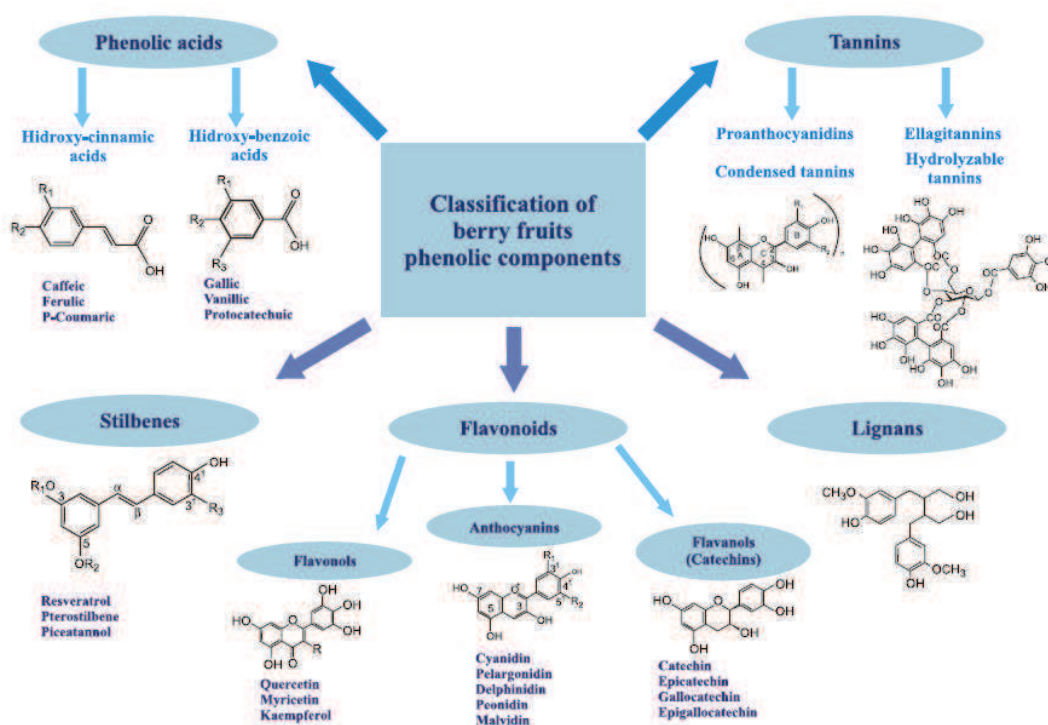 Phenolic acids
Tannins
Hidroxy-cinnamic
acids
Hidroxy-benzoic
acids
Proanthocyanidins
Condensed tannins
Ellagitannins
Hydrolyzable
tannins
Classification of
berry fruits
phenolic components
Caffeic
Ferulic
P-Coumaric
Gallic
Vanillic
Protocatechuic
Stilbenes
Flavonoids
Lignans
Resveratrol
Pterostilbene
Piceatannol
Flavonols
Anthocyanins
Flavanols
(Catechins)
Quercetin
Myricetin
Kaempferol
Cyanidin
Pelargonidin
Delphinidin
Peonidin
Malvidin
Catechin
Epicatechin
Gallocatechin
Epigallocatechin